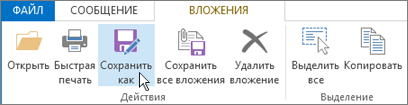 ФАЙЛ СООБЩЕНИЕ ВЛОЖЕНИЯ
Открыть Быстрая печать Сохранить как Сохранить все вложения Удалить вложение Выделить все Копировать
Действия Выделение